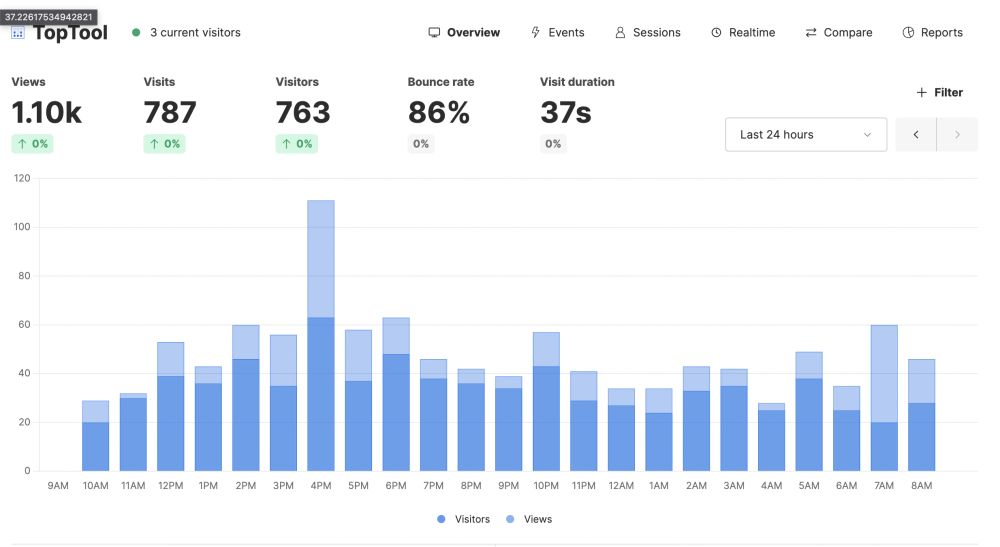 37.22617534942821
TopTool
3 current visitors
Overview
Events
Sessions
Realtime
Compare
Reports
Views
Visits
Visitors
Bounce rate
Visit duration
1.10k
787
763
86%
37s
↑ 0%
↑ 0%
↑ 0%
0%
0%
+ Filter
Last 24 hours
120
100
80
60
40
20
0
9AM 10AM 11AM 12PM 1PM 2PM 3PM 4PM 5PM 6PM 7PM 8PM 9PM 10PM 11PM 12AM 1AM 2AM 3AM 4AM 5AM 6AM 7AM 8AM
Visitors Views